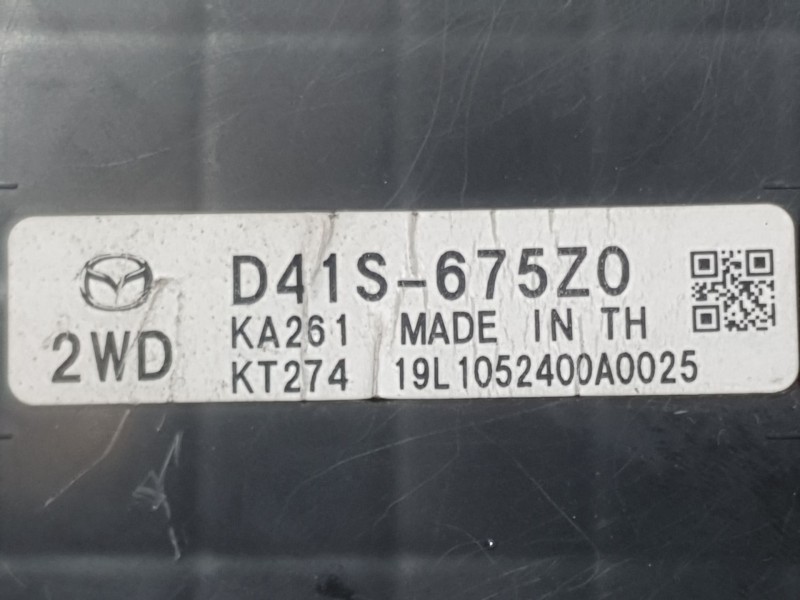 D41S-675Z0
2WD
KA261 MADE IN TH
KT274 19L1052400A0025